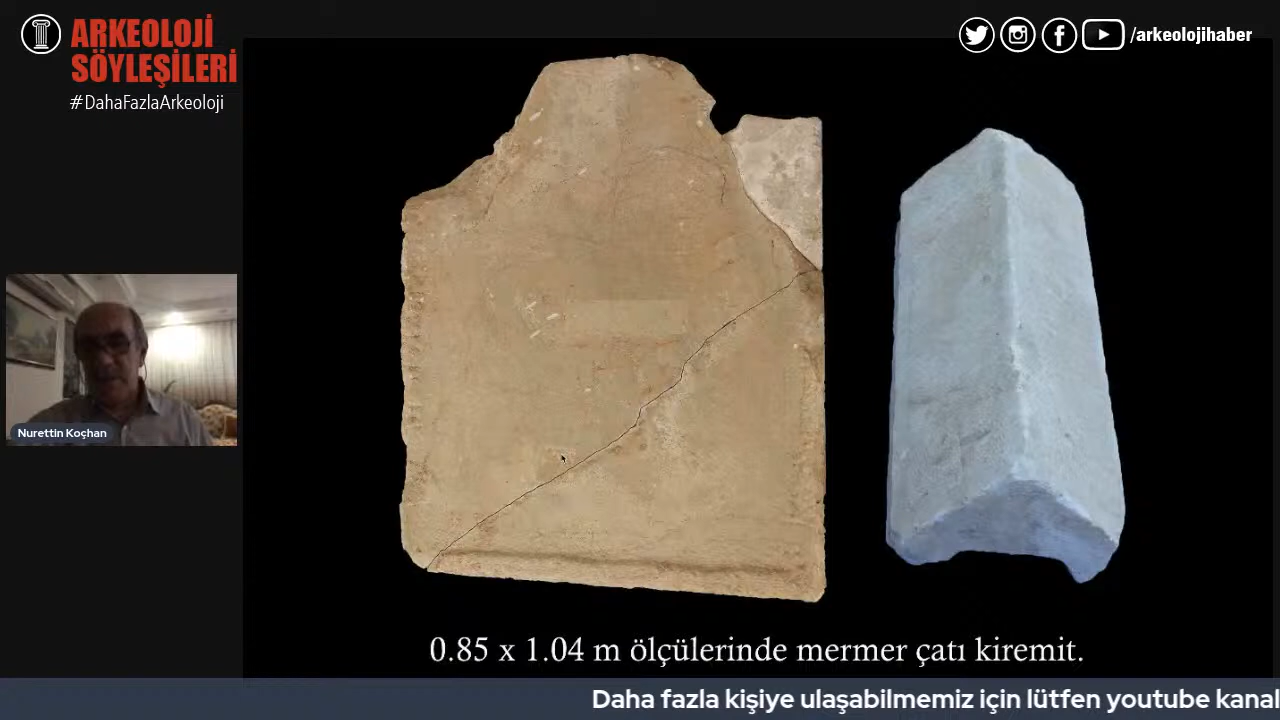 ARKEOLOJİ
SÖYLEŞİLERİ
#DahaFazlaArkeoloji
/arkeolojihaber
Nurettin Koçhan
0.85 x 1.04 m ölçülerinde mermer çatı kiremit.
Daha fazla kişiye ulaşabilmemiz için lütfen youtube kanal